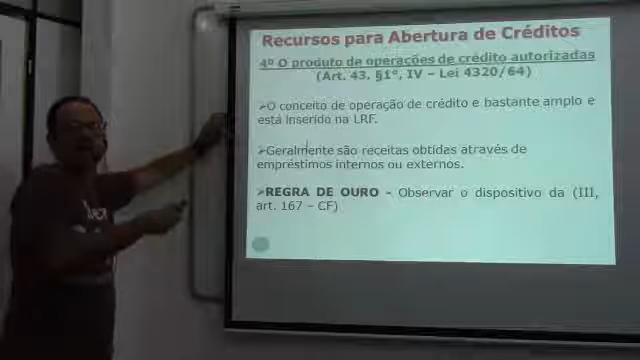 Recursos para Abertura de Créditos
4º O produto de operações de crédito autorizadas
(Art. 43, §1º, IV – Lei 4320/64)
➢O conceito de operação de crédito e bastante amplo e
está inserido na LRF.
➢Geralmente são receitas obtidas através de
empréstimos internos ou externos.
➢REGRA DE OURO - Observar o dispositivo da (III,
art. 167 – CF)